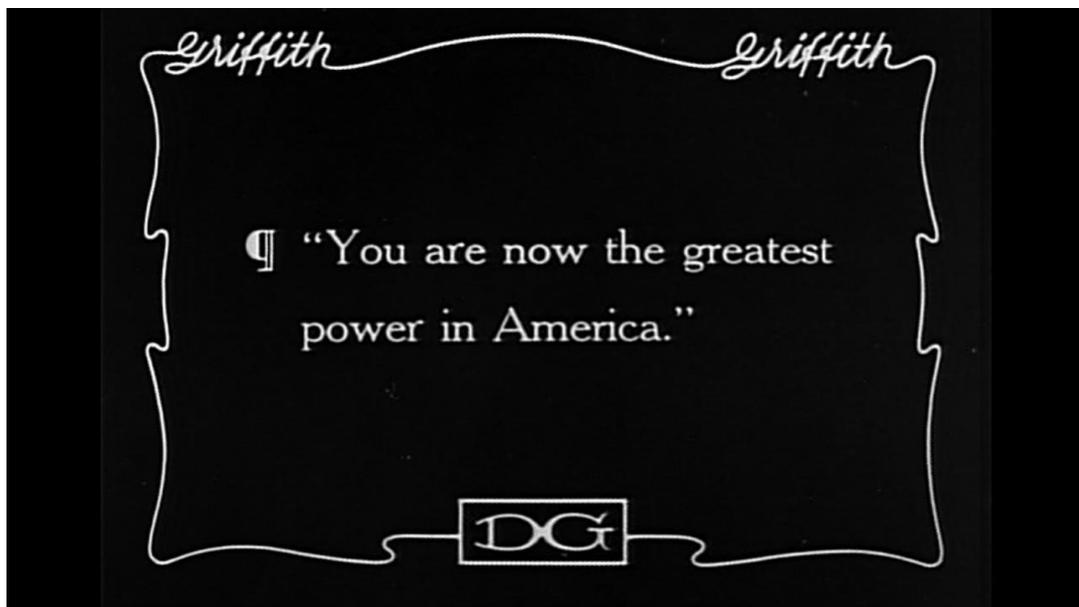 Griffith Griffith
¶ “You are now the greatest
power in America.”
DG